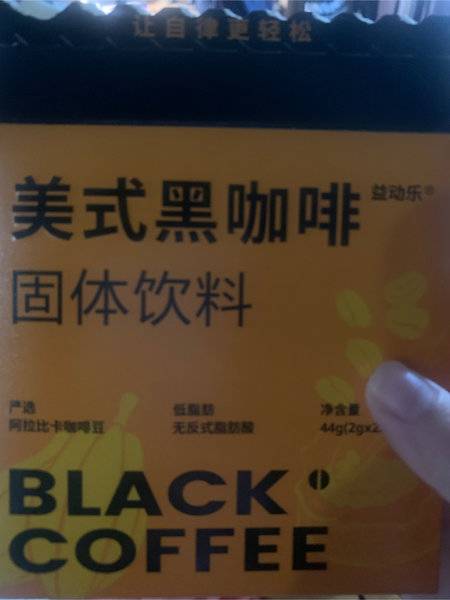 让自律更轻松
美式黑咖啡 益动乐®
固体饮料
严选
阿拉比卡咖啡豆
低脂肪
无反式脂肪酸
净含量
44g(2gx2
BLACK
COFFEE